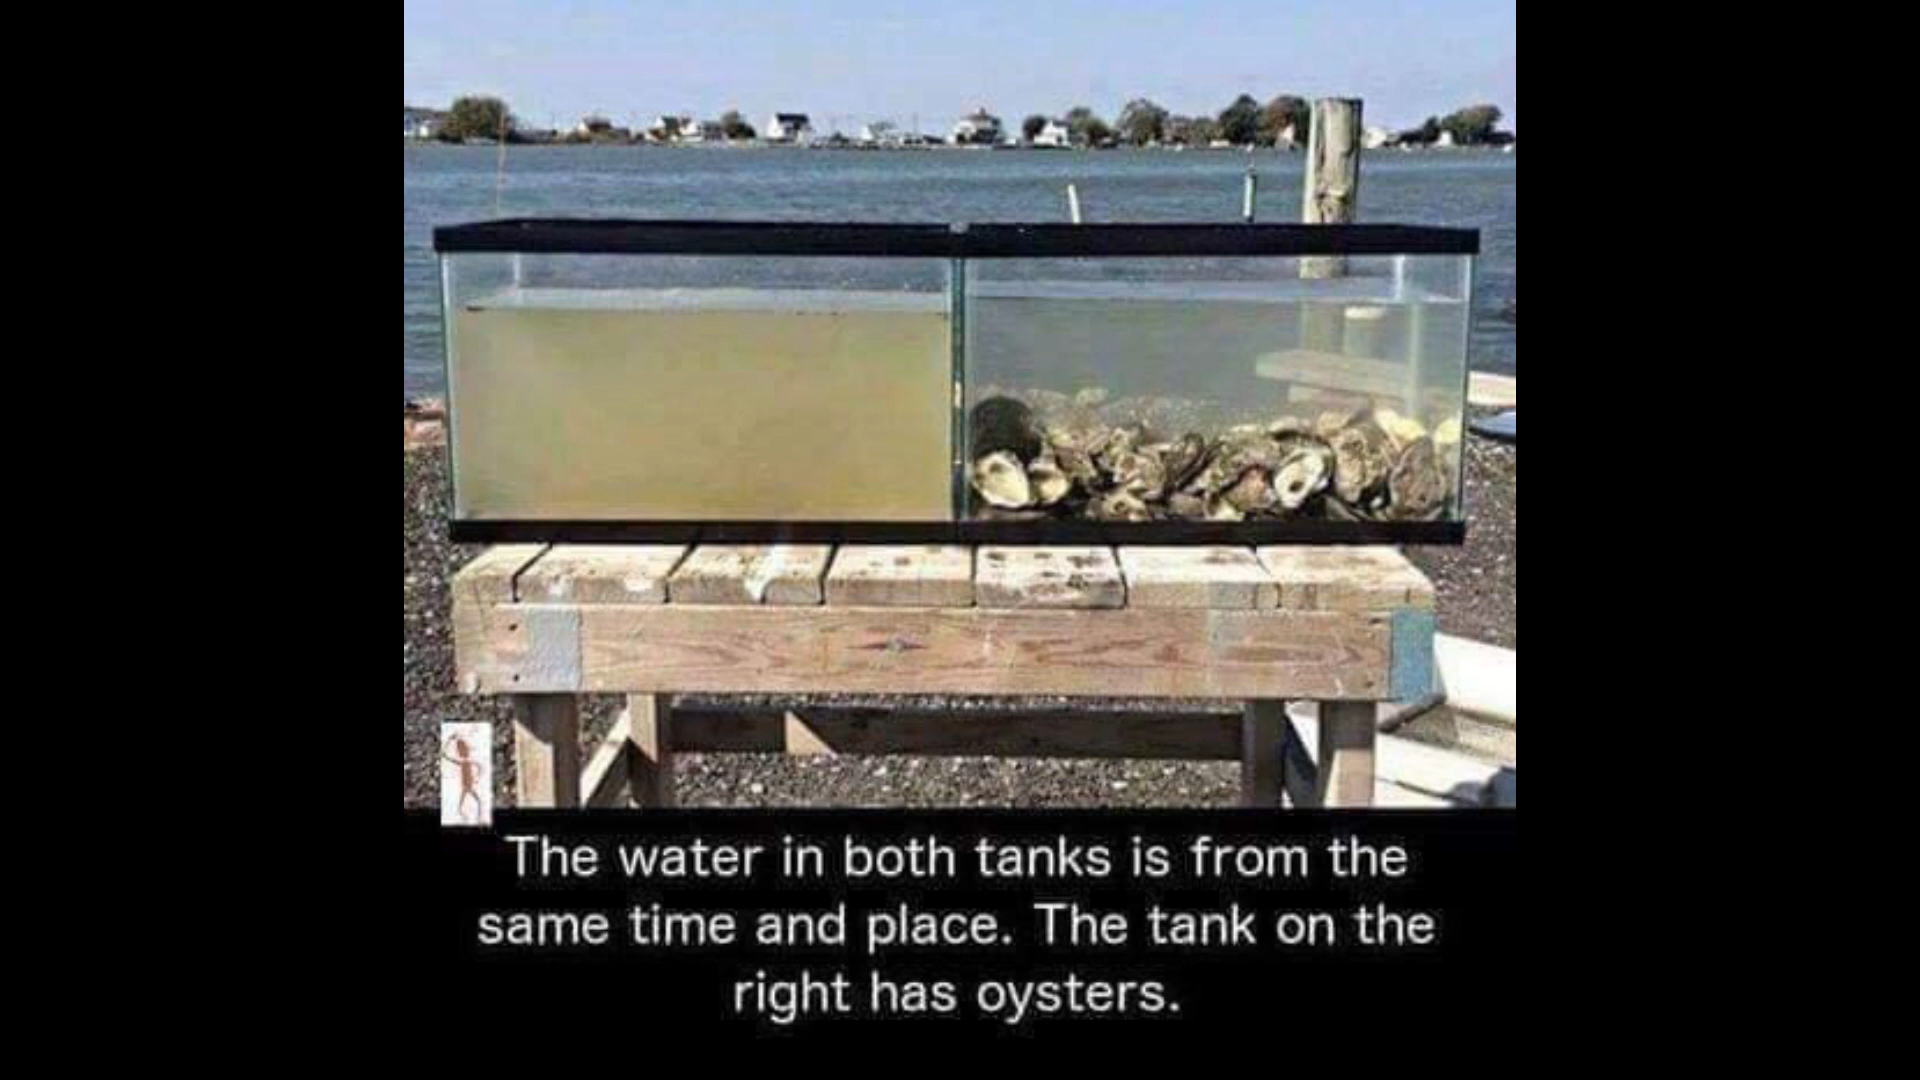 The water in both tanks is from the
same time and place. The tank on the
right has oysters.